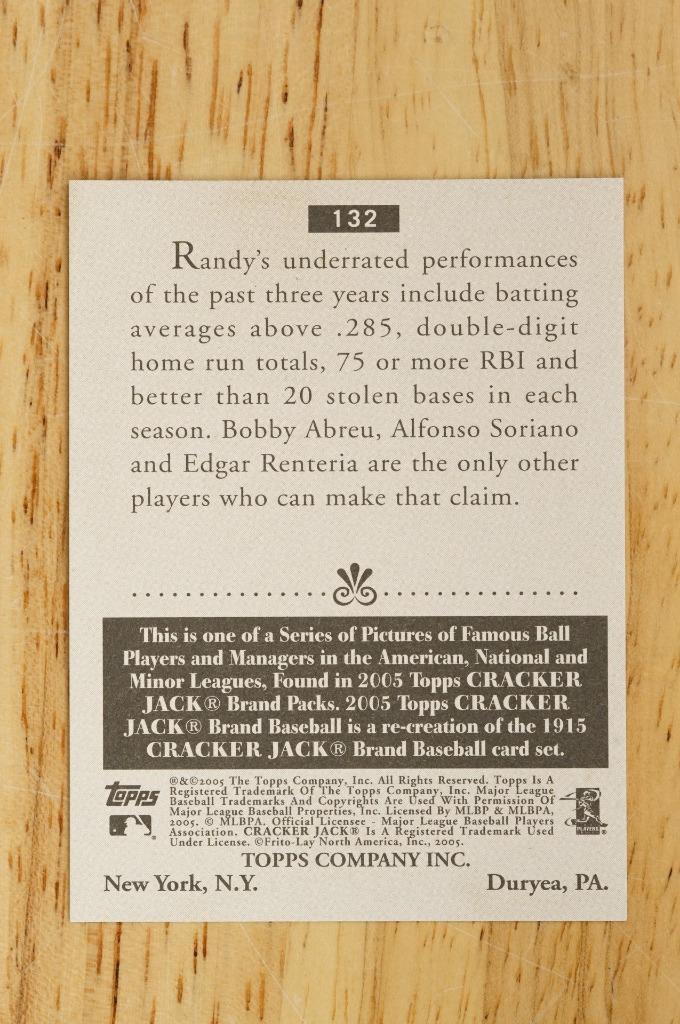 132
Randy's underrated performances
of the past three years include batting
averages above .285, double-digit
home run totals, 75 or more RBI and
better than 20 stolen bases in each
season. Bobby Abreu, Alfonso Soriano
and Edgar Renteria are the only other
players who can make that claim.
This is one of a Series of Pictures of Famous Ball
Players and Managers in the American, National and
Minor Leagues, Found in 2005 Topps CRACKER
JACK® Brand Packs. 2005 Topps CRACKER
JACK® Brand Baseball is a re-creation of the 1915
CRACKER JACK® Brand Baseball card set.
Topps
®&©2005 The Topps Company, Inc. All Rights Reserved. Topps Is A
Registered Trademark Of The Topps Company, Inc. Major League
Baseball Trademarks And Copyrights Are Used With Permission Of
Major League Baseball Properties, Inc. Licensed By MLBP & MLBPA,
2005. © MLBPA. Official Licensee - Major League Baseball Players
Association. CRACKER JACK® Is A Registered Trademark Used
Under License. ©Frito-Lay North America, Inc., 2005.
PLAYERS
TOPPS COMPANY INC.
New York, N.Y. Duryea, PA.